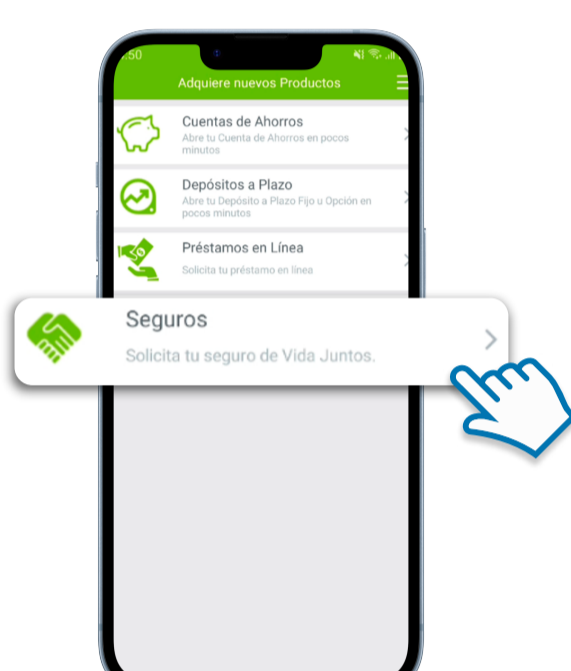 :50
Adquiere nuevos Productos
Cuentas de Ahorros
Abre tu Cuenta de Ahorros en pocos
minutos
Depósitos a Plazo
Abre tu Depósito a Plazo Fijo u Opción en
pocos minutos
Préstamos en Línea
Solicita tu préstamo en línea
Seguros
Solicita tu seguro de Vida Juntos.